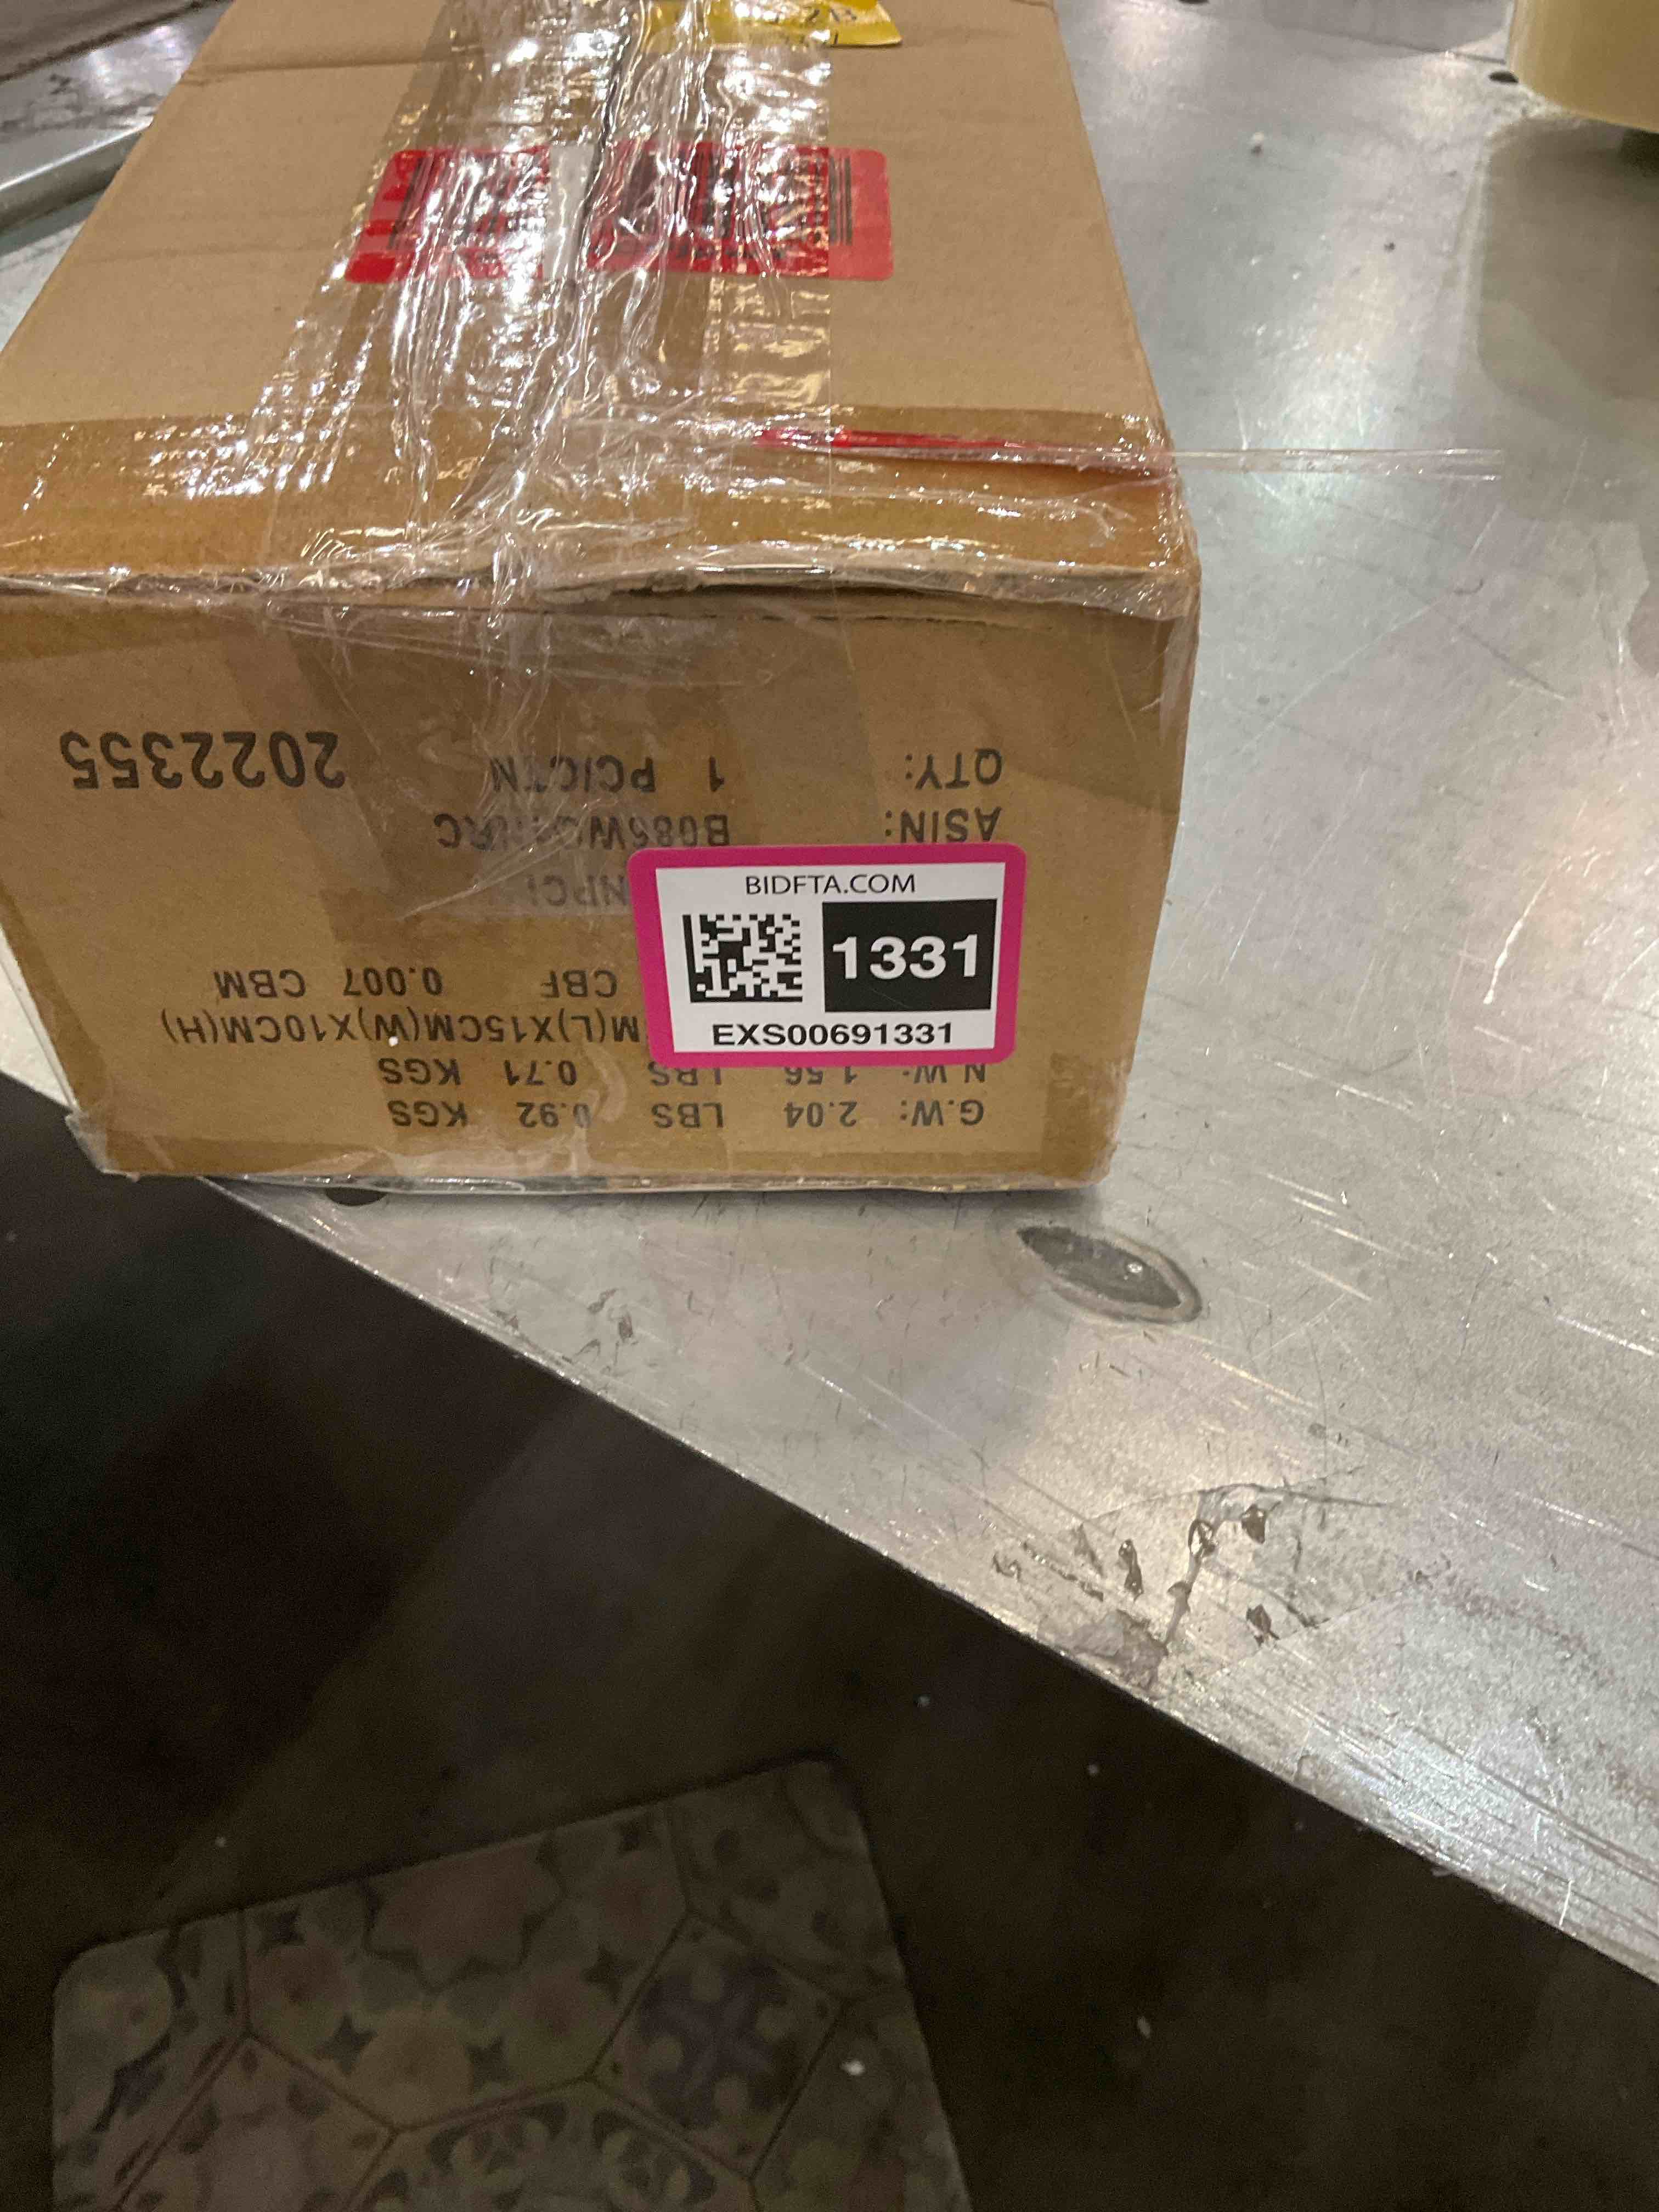 BIDFTA.COM
1331
EXS00691331
G.W: 2.04 LBS 0.92 KGS
N.W: 1.56 LBS 0.71 KGS
M(L)X15CM(W)X10CM(H)
CBF 0.007 CBM
ASIN:
QTY: 1 PC/CTN
2022355